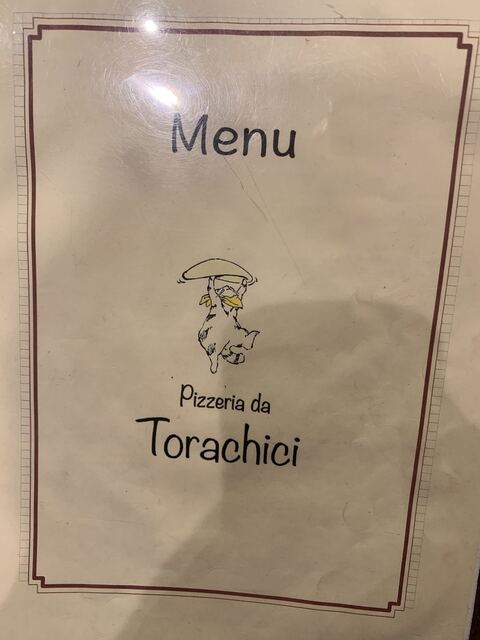 Menu
Pizzeria da
Torachici